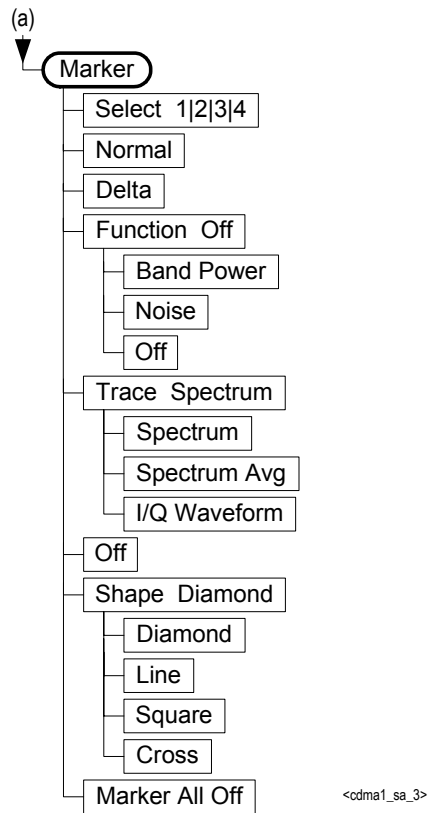 (a)
Marker
Select 1|2|3|4
Normal
Delta
Function Off
Band Power
Noise
Off
Trace Spectrum
Spectrum
Spectrum Avg
I/Q Waveform
Off
Shape Diamond
Diamond
Line
Square
Cross
Marker All Off
<cdma1_sa_3>